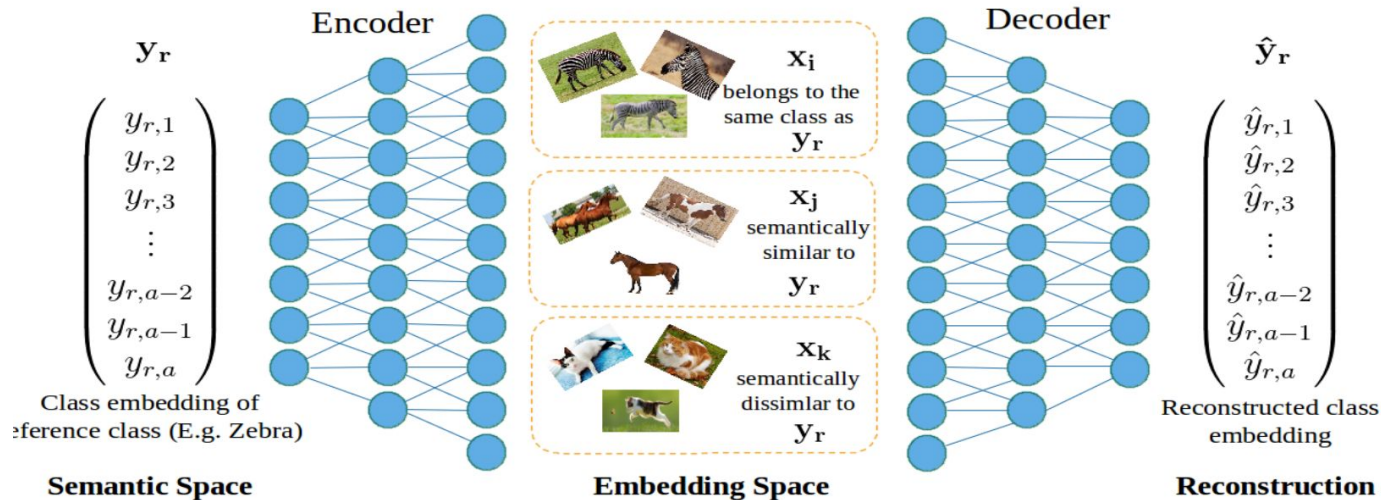 Encoder
Decoder
y_r
y_{r,1}
y_{r,2}
y_{r,3}
⋮
y_{r,a-2}
y_{r,a-1}
y_{r,a}
Class embedding of
eference class (E.g. Zebra)
Semantic Space
x_i
belongs to the
same class as
y_r
x_j
semantically
similar to
y_r
x_k
semantically
dissimlar to
y_r
Embedding Space
ŷ_r
ŷ_{r,1}
ŷ_{r,2}
ŷ_{r,3}
⋮
ŷ_{r,a-2}
ŷ_{r,a-1}
ŷ_{r,a}
Reconstructed class
embedding
Reconstruction